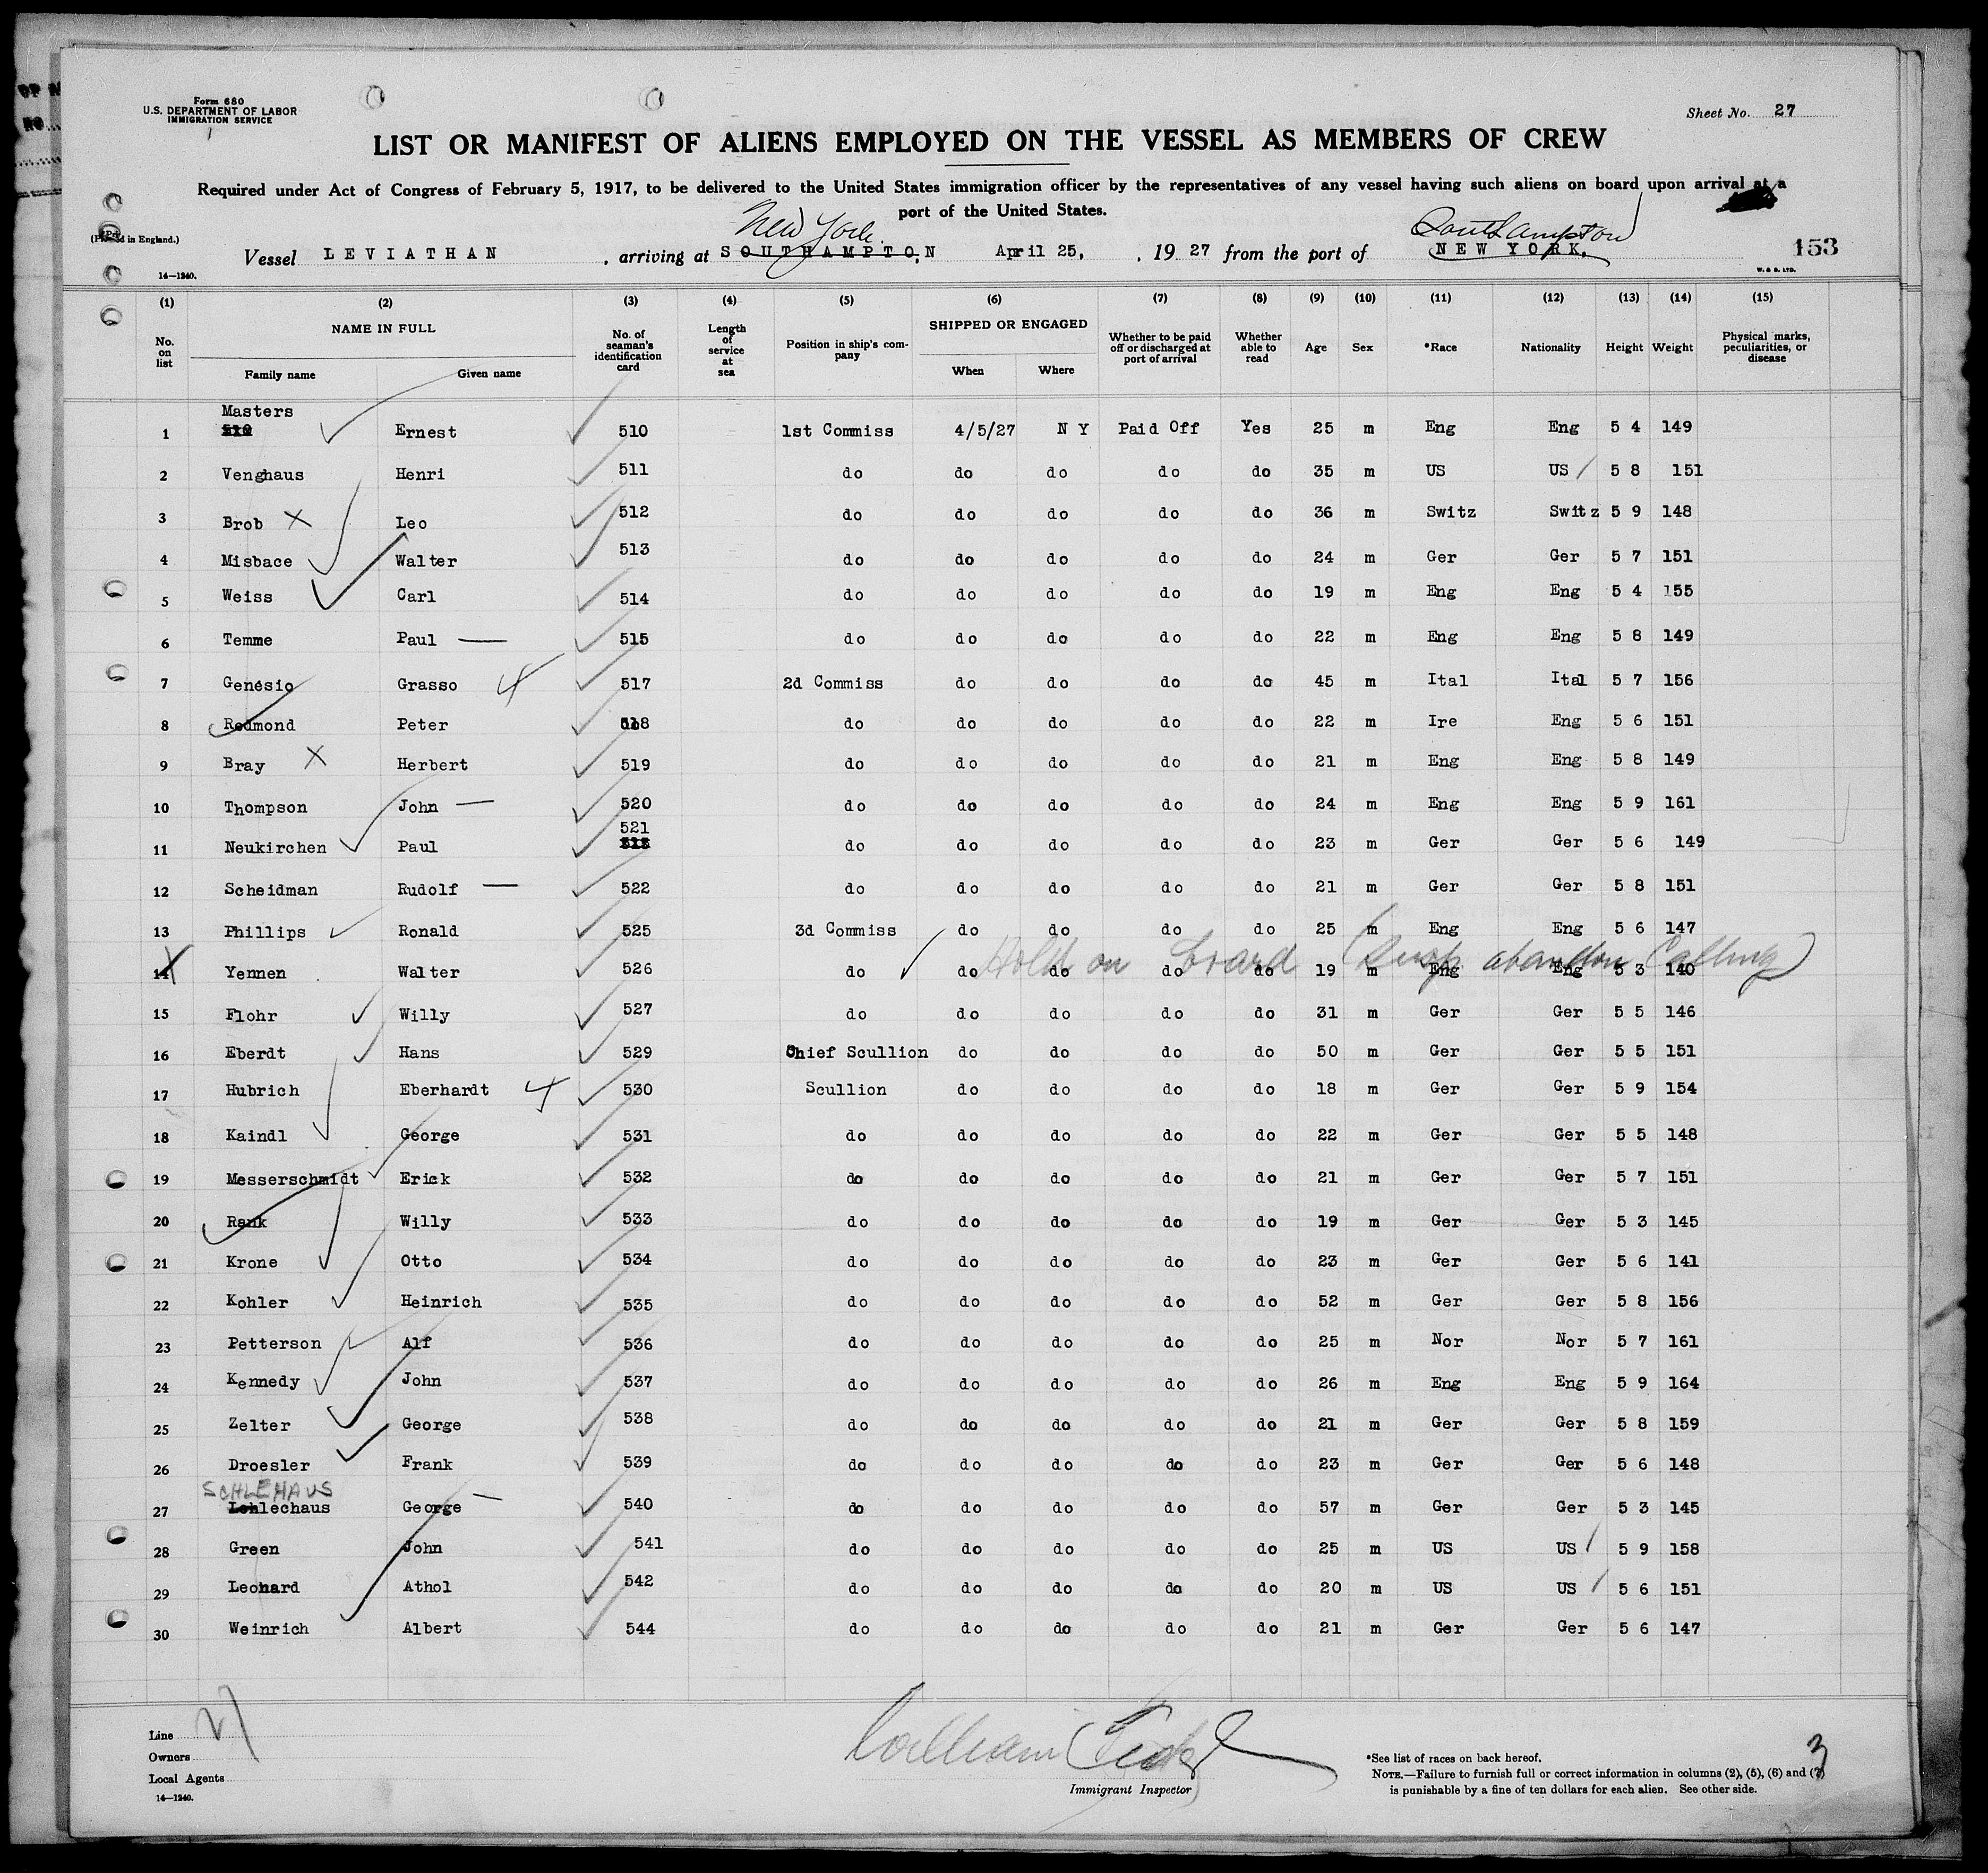 Form 680
U.S. DEPARTMENT OF LABOR
IMMIGRATION SERVICE
Sheet No. 27
LIST OR MANIFEST OF ALIENS EMPLOYED ON THE VESSEL AS MEMBERS OF CREW
Required under Act of Congress of February 5, 1917, to be delivered to the United States immigration officer by the representatives of any vessel having such aliens on board upon arrival at a
port of the United States.
New York Southampton
(Printed in England.)
Vessel LEVIATHAN, arriving at SOUTHAMPTON April 25, 1927 from the port of NEW YORK. 153
14—1240. W. & S. LTD.
(1) (2) (3) (4) (5) (6) (7) (8) (9) (10) (11) (12) (13) (14) (15)
No. on list NAME IN FULL Family name Given name No. of seaman's identification card Length of service at sea Position in ship's company SHIPPED OR ENGAGED When Where Whether to be paid off or discharged at port of arrival Whether able to read Age Sex *Race Nationality Height Weight Physical marks, peculiarities, or disease
1 Masters Ernest 510 1st Commiss 4/5/27 N Y Paid Off Yes 25 m Eng Eng 5 4 149
2 Venghaus Henri 511 do do do do do 35 m US US 5 8 151
3 Brob X Leo 512 do do do do do 36 m Switz Switz 5 9 148
4 Misbace Walter 513 do do do do do 24 m Ger Ger 5 7 151
5 Weiss Carl 514 do do do do do 19 m Eng Eng 5 4 155
6 Temme Paul — 515 do do do do do 22 m Eng Eng 5 8 149
7 Genesio Grasso 517 2d Commiss do do do do 45 m Ital Ital 5 7 156
8 Redmond Peter 518 do do do do do 22 m Ire Eng 5 6 151
9 Bray X Herbert 519 do do do do do 21 m Eng Eng 5 8 149
10 Thompson John — 520 do do do do do 24 m Eng Eng 5 9 161
11 Neukirchen Paul 521 do do do do do 23 m Ger Ger 5 6 149
12 Scheidman Rudolf — 522 do do do do do 21 m Ger Ger 5 8 151
13 Phillips Ronald 525 3d Commiss do do do do 25 m Eng Eng 5 6 147
Hold on board (Susp abandon Calling)
14 Yennen Walter 526 do do do do do 19 m Eng Eng 5 3 140
15 Flohr Willy 527 do do do do do 31 m Ger Ger 5 5 146
16 Eberdt Hans 529 Chief Scullion do do do do 50 m Ger Ger 5 5 151
17 Hubrich Eberhardt 530 Scullion do do do do 18 m Ger Ger 5 9 154
18 Kaindl George 531 do do do do do 22 m Ger Ger 5 5 148
19 Messerschmidt Erick 532 do do do do do 21 m Ger Ger 5 7 151
20 Rank Willy 533 do do do do do 19 m Ger Ger 5 3 145
21 Krone Otto 534 do do do do do 23 m Ger Ger 5 6 141
22 Kohler Heinrich 535 do do do do do 52 m Ger Ger 5 8 156
23 Petterson Alf 536 do do do do do 25 m Nor Nor 5 7 161
24 Kennedy John 537 do do do do do 26 m Eng Eng 5 9 164
25 Zelter George 538 do do do do do 21 m Ger Ger 5 8 159
26 Droesler Frank 539 do do do do do 23 m Ger Ger 5 6 148
SCHLEHAUS
27 lechaus George — 540 do do do do do 57 m Ger Ger 5 3 145
28 Green John 541 do do do do do 25 m US US 5 9 158
29 Leonard Athol 542 do do do do do 20 m US US 5 6 151
30 Weinrich Albert 544 do do do do do 21 m Ger Ger 5 6 147
Line
Owners
Local Agents
14—1240.
William
Immigrant Inspector
*See list of races on back hereof.
NOTE.—Failure to furnish full or correct information in columns (2), (5), (6) and (7)
is punishable by a fine of ten dollars for each alien. See other side.
3